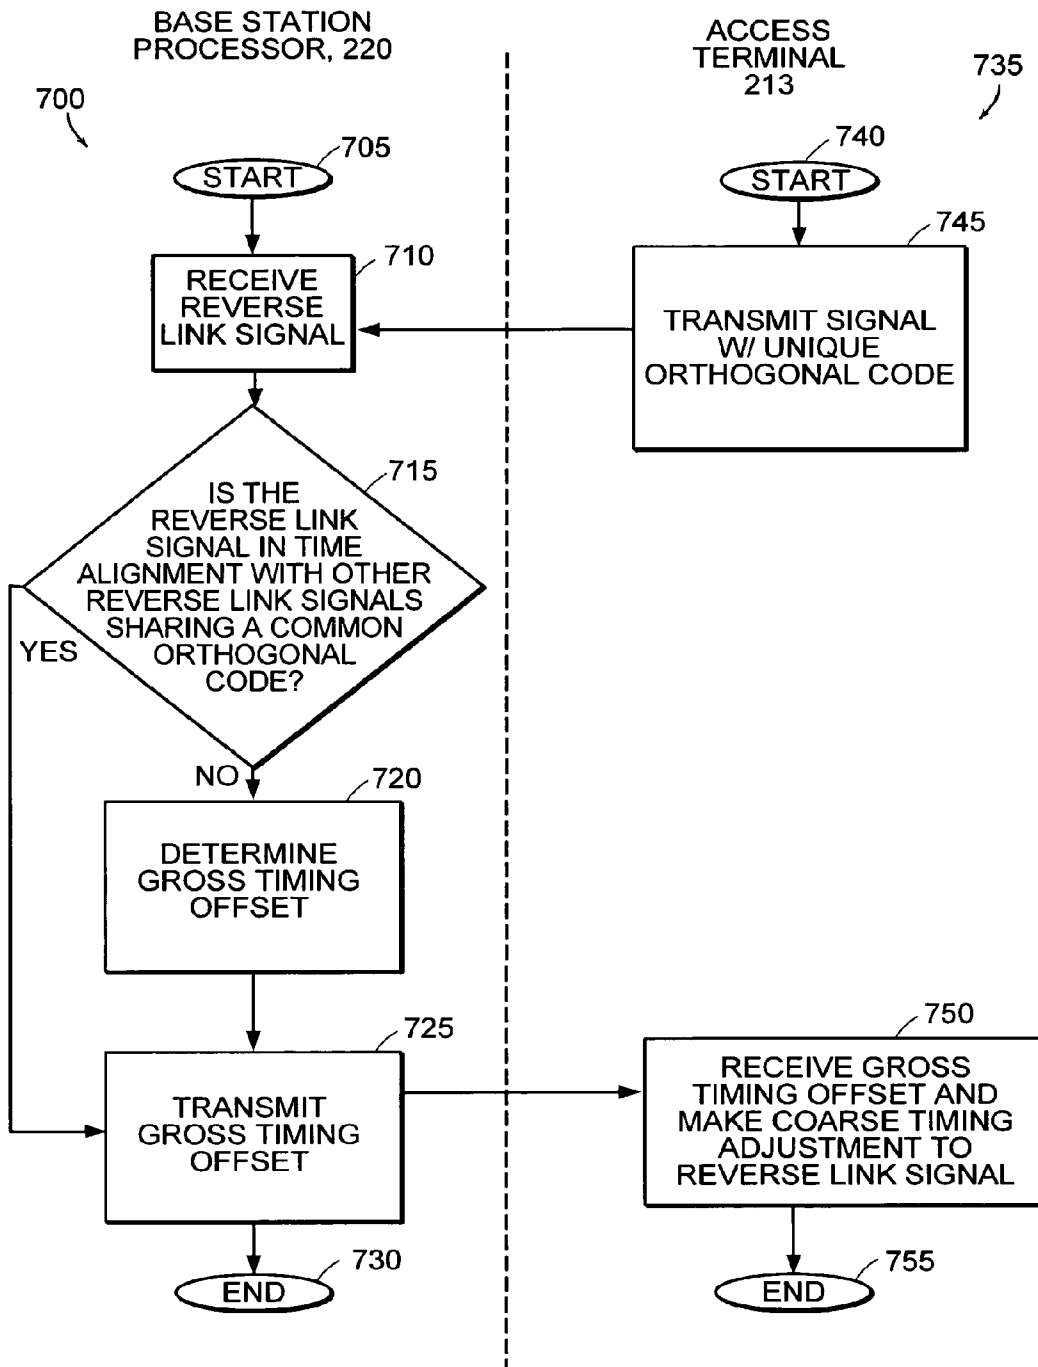 BASE STATION
PROCESSOR, 220
ACCESS
TERMINAL
213
700
735
705
START
740
START
710
RECEIVE
REVERSE
LINK SIGNAL
745
TRANSMIT SIGNAL
W/ UNIQUE
ORTHOGONAL CODE
715
IS THE
REVERSE LINK
SIGNAL IN TIME
ALIGNMENT WITH OTHER
REVERSE LINK SIGNALS
SHARING A COMMON
ORTHOGONAL
CODE?
YES
NO
720
DETERMINE
GROSS TIMING
OFFSET
725
TRANSMIT
GROSS TIMING
OFFSET
750
RECEIVE GROSS
TIMING OFFSET AND
MAKE COARSE TIMING
ADJUSTMENT TO
REVERSE LINK SIGNAL
730
END
755
END